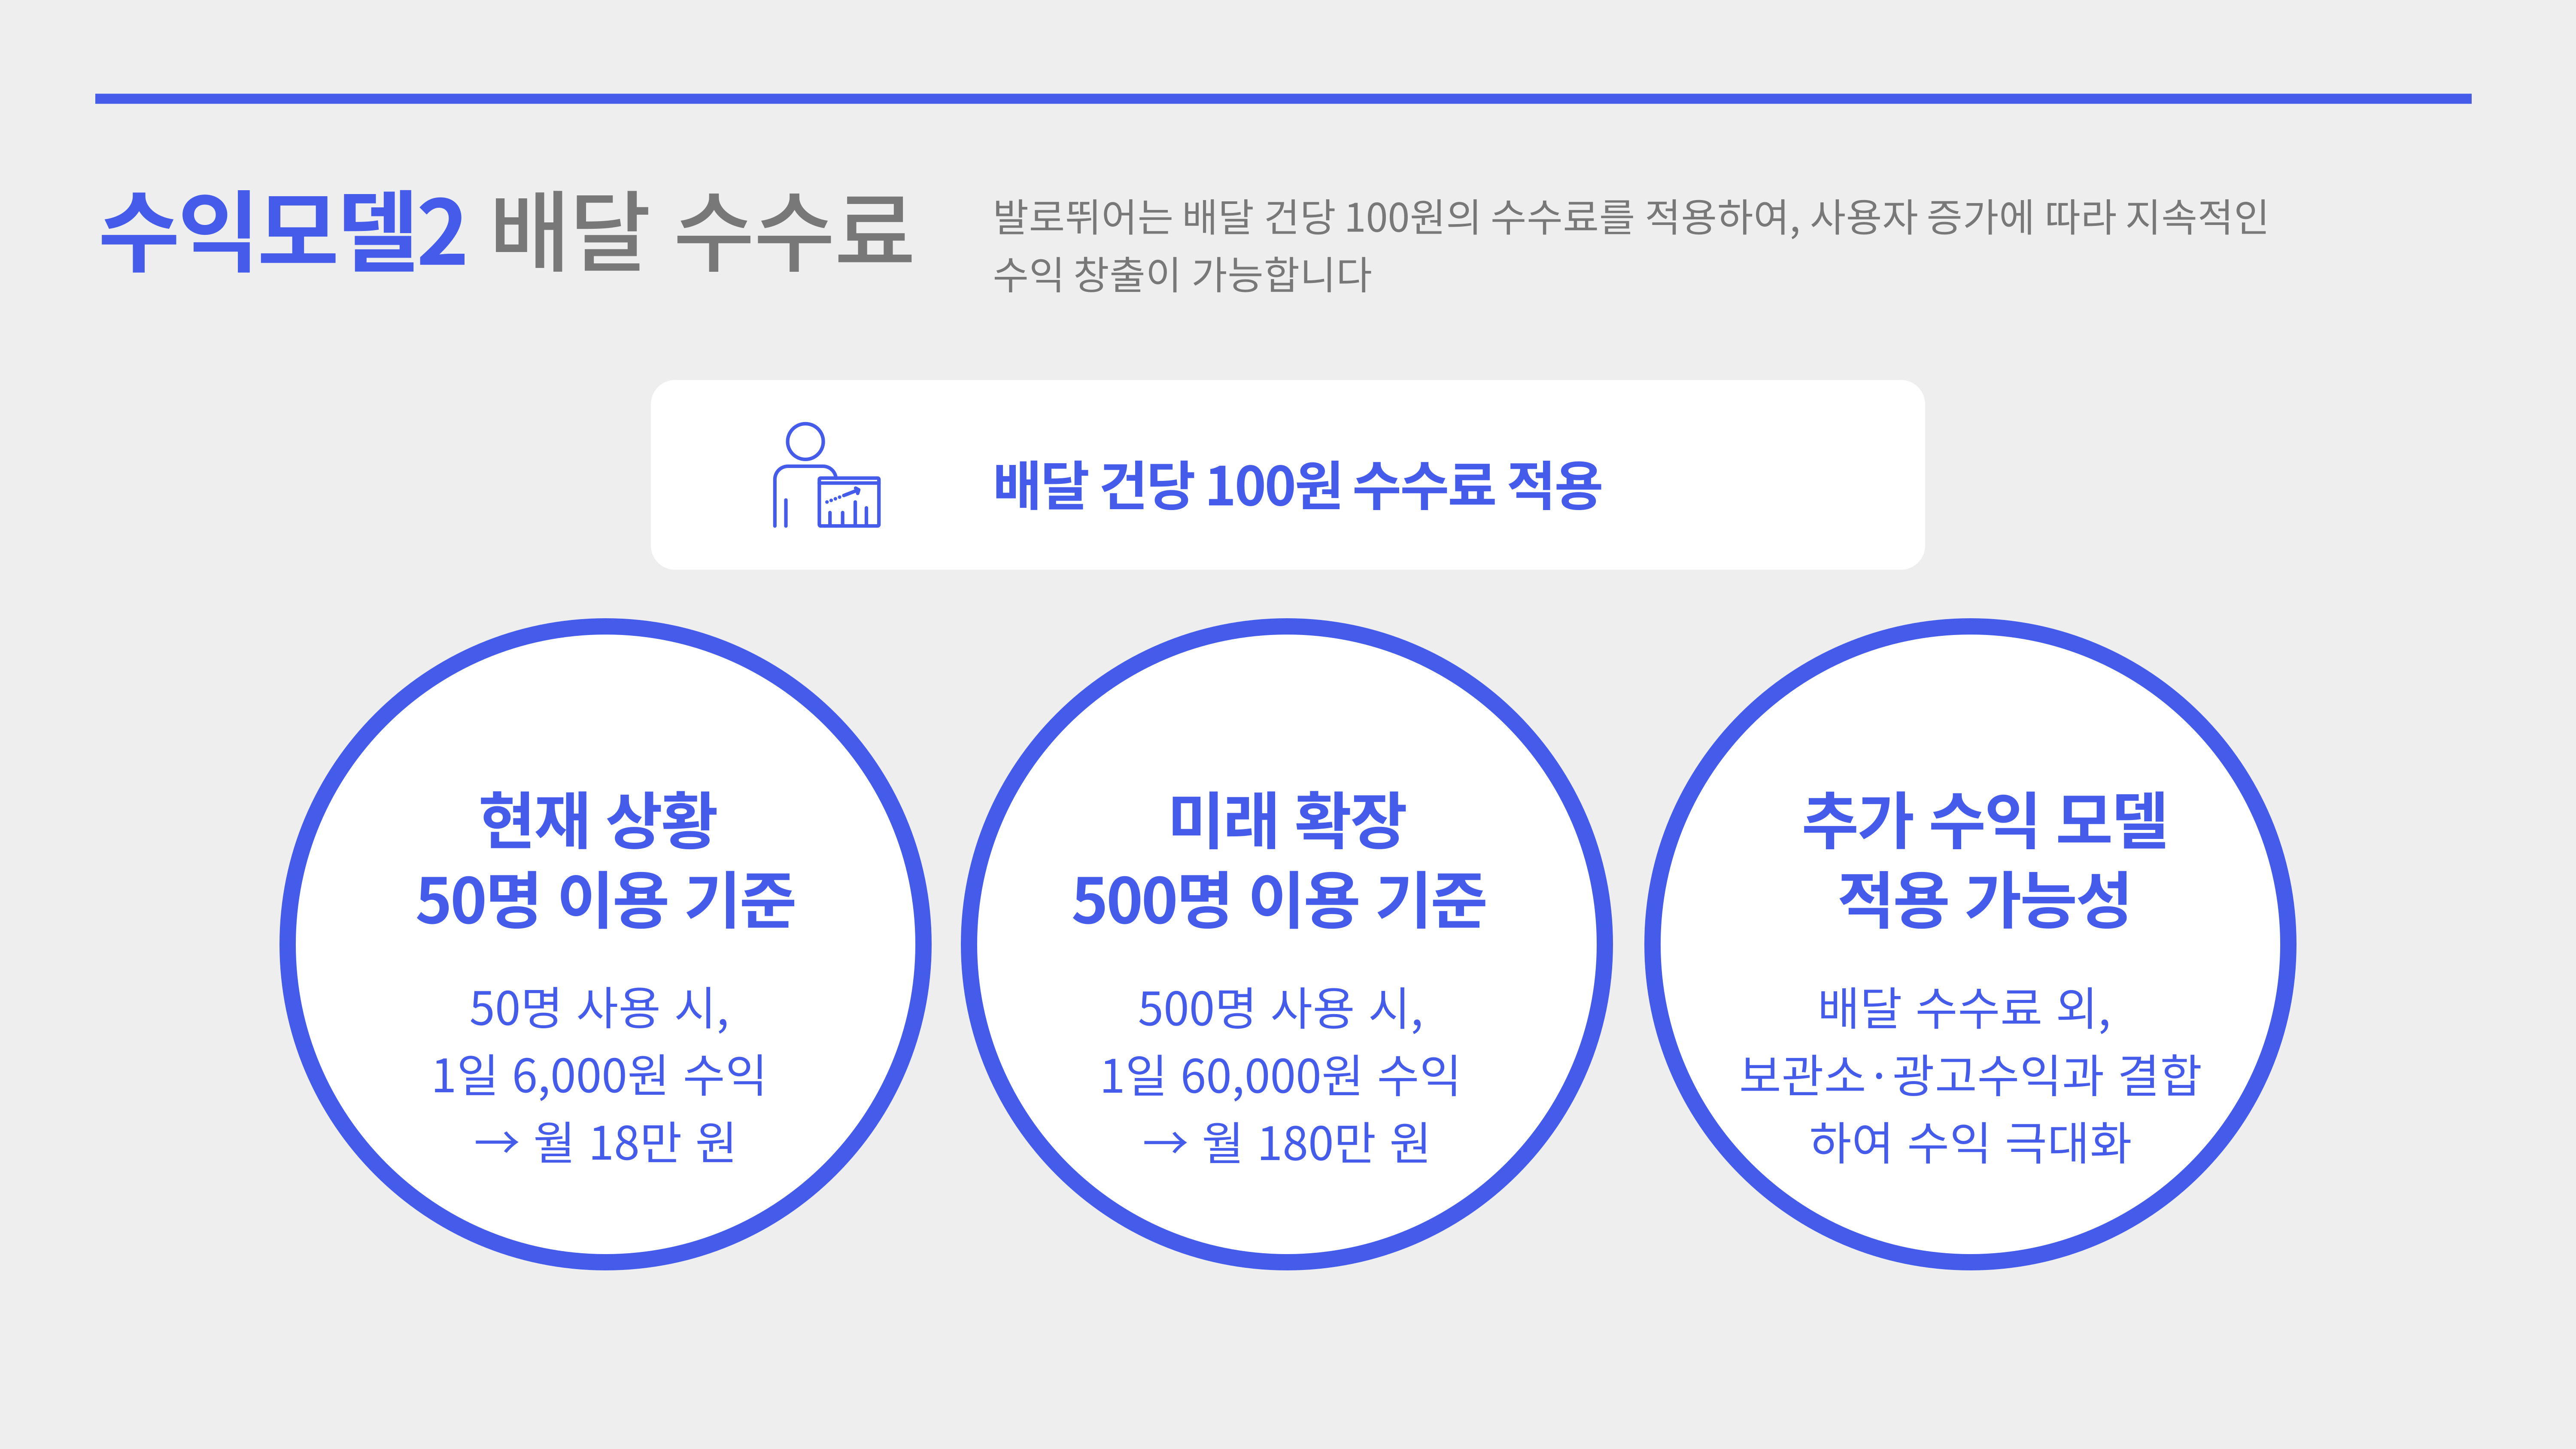 수익모델2 배달 수수료
발로뛰어는 배달 건당 100원의 수수료를 적용하여, 사용자 증가에 따라 지속적인
수익 창출이 가능합니다
배달 건당 100원 수수료 적용
현재 상황
50명 이용 기준
50명 사용 시,
1일 6,000원 수익
→ 월 18만 원
미래 확장
500명 이용 기준
500명 사용 시,
1일 60,000원 수익
→ 월 180만 원
추가 수익 모델
적용 가능성
배달 수수료 외,
보관소·광고수익과 결합
하여 수익 극대화